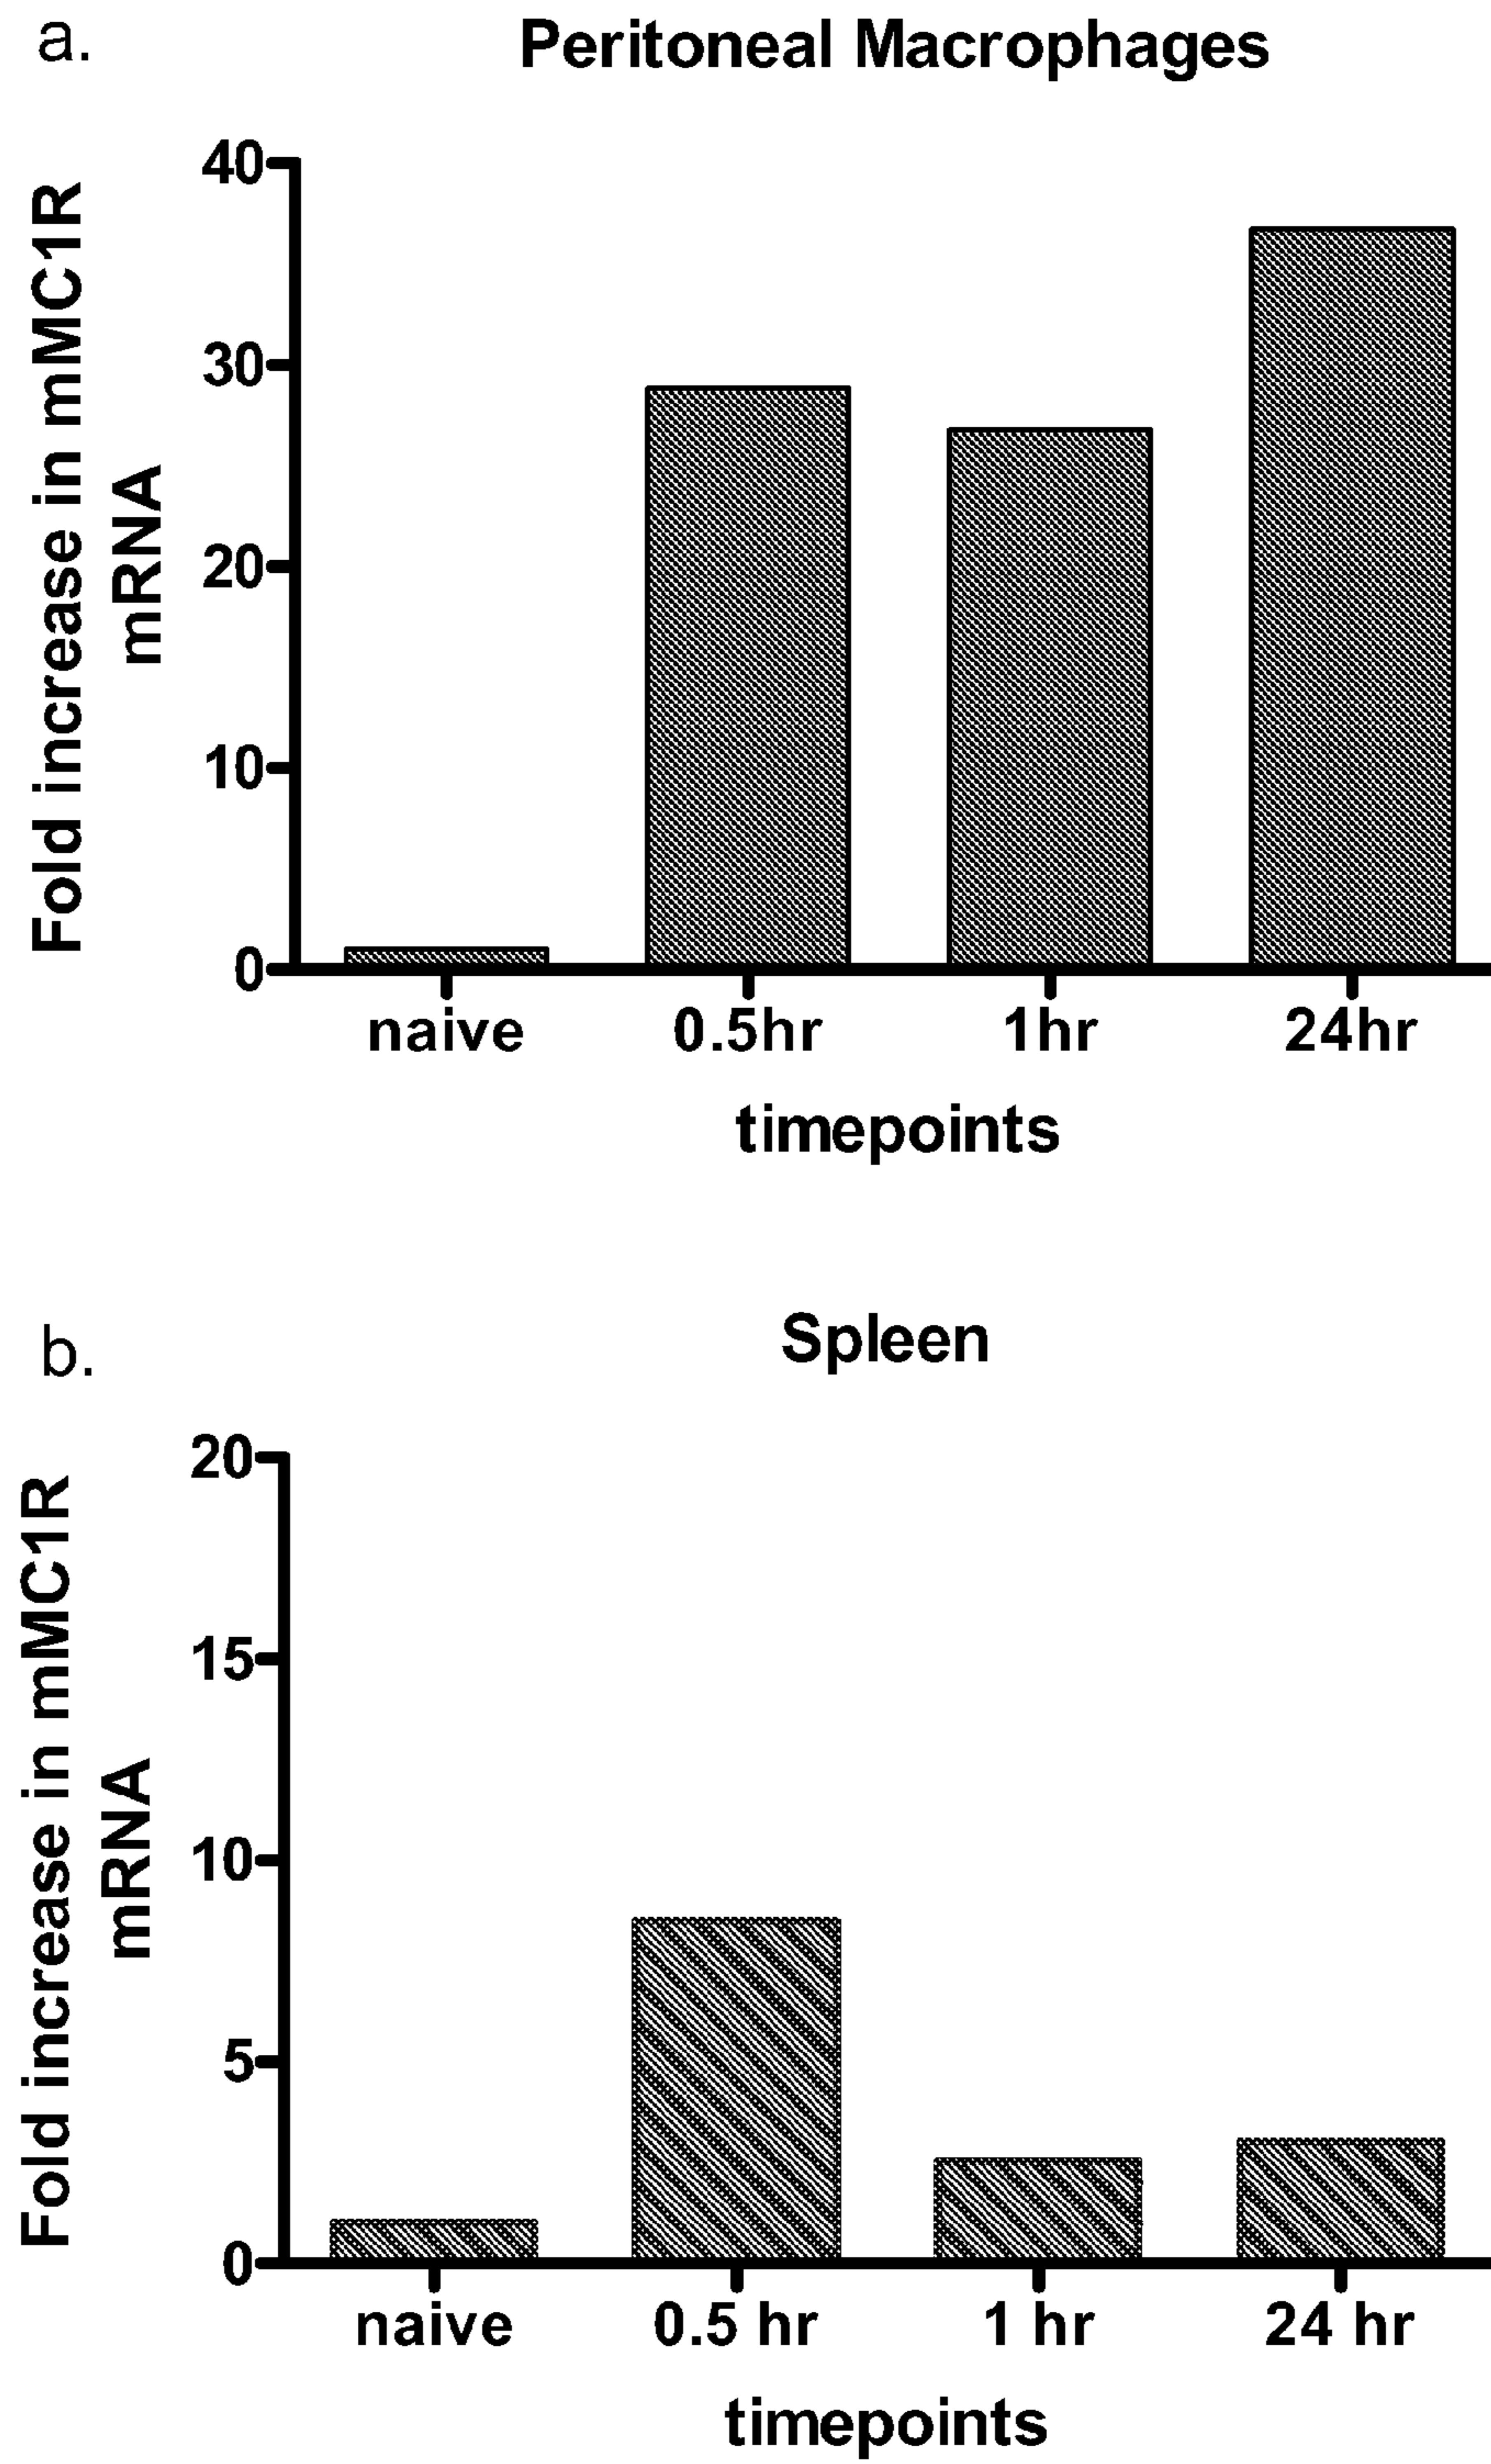 a.
Peritoneal Macrophages
Fold increase in mMC1R
mRNA
40
30
20
10
0
naive 0.5hr 1hr 24hr
timepoints
b.
Spleen
Fold increase in mMC1R
mRNA
20
15
10
5
0
naive 0.5 hr 1 hr 24 hr
timepoints